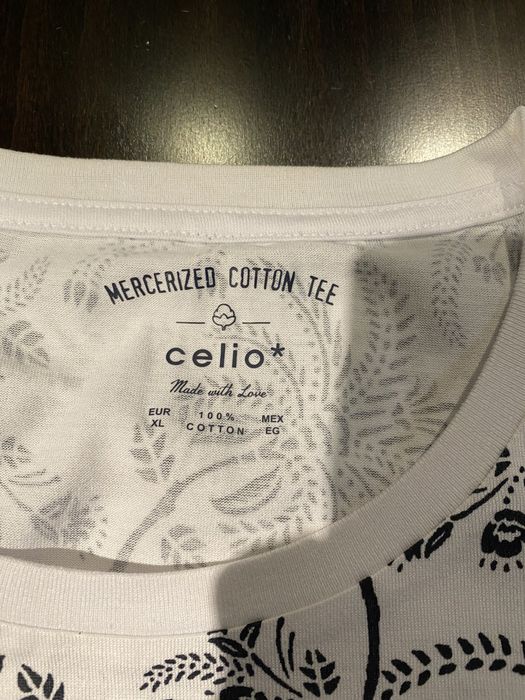 MERCERIZED COTTON TEE
celio*
Made with Love
EUR 100% MEX
XL COTTON EG